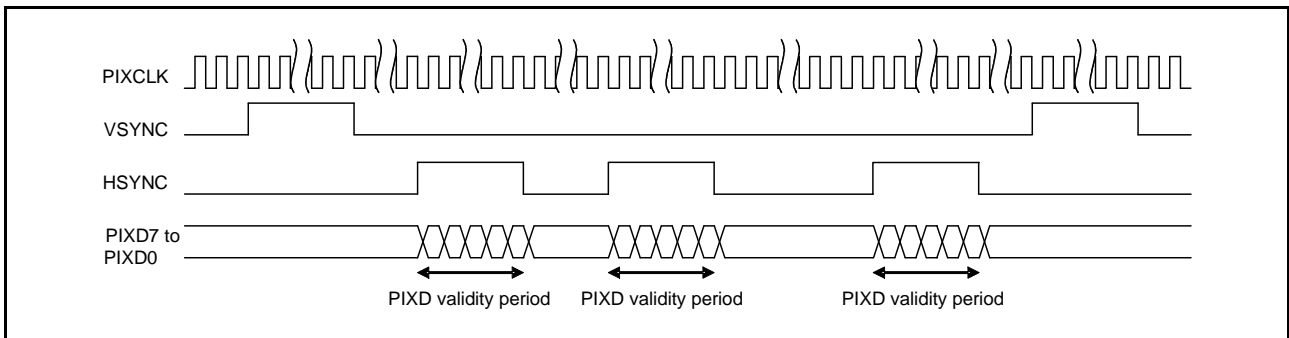 PIXCLK
VSYNC
HSYNC
PIXD7 to
PIXD0
PIXD validity period
PIXD validity period
PIXD validity period